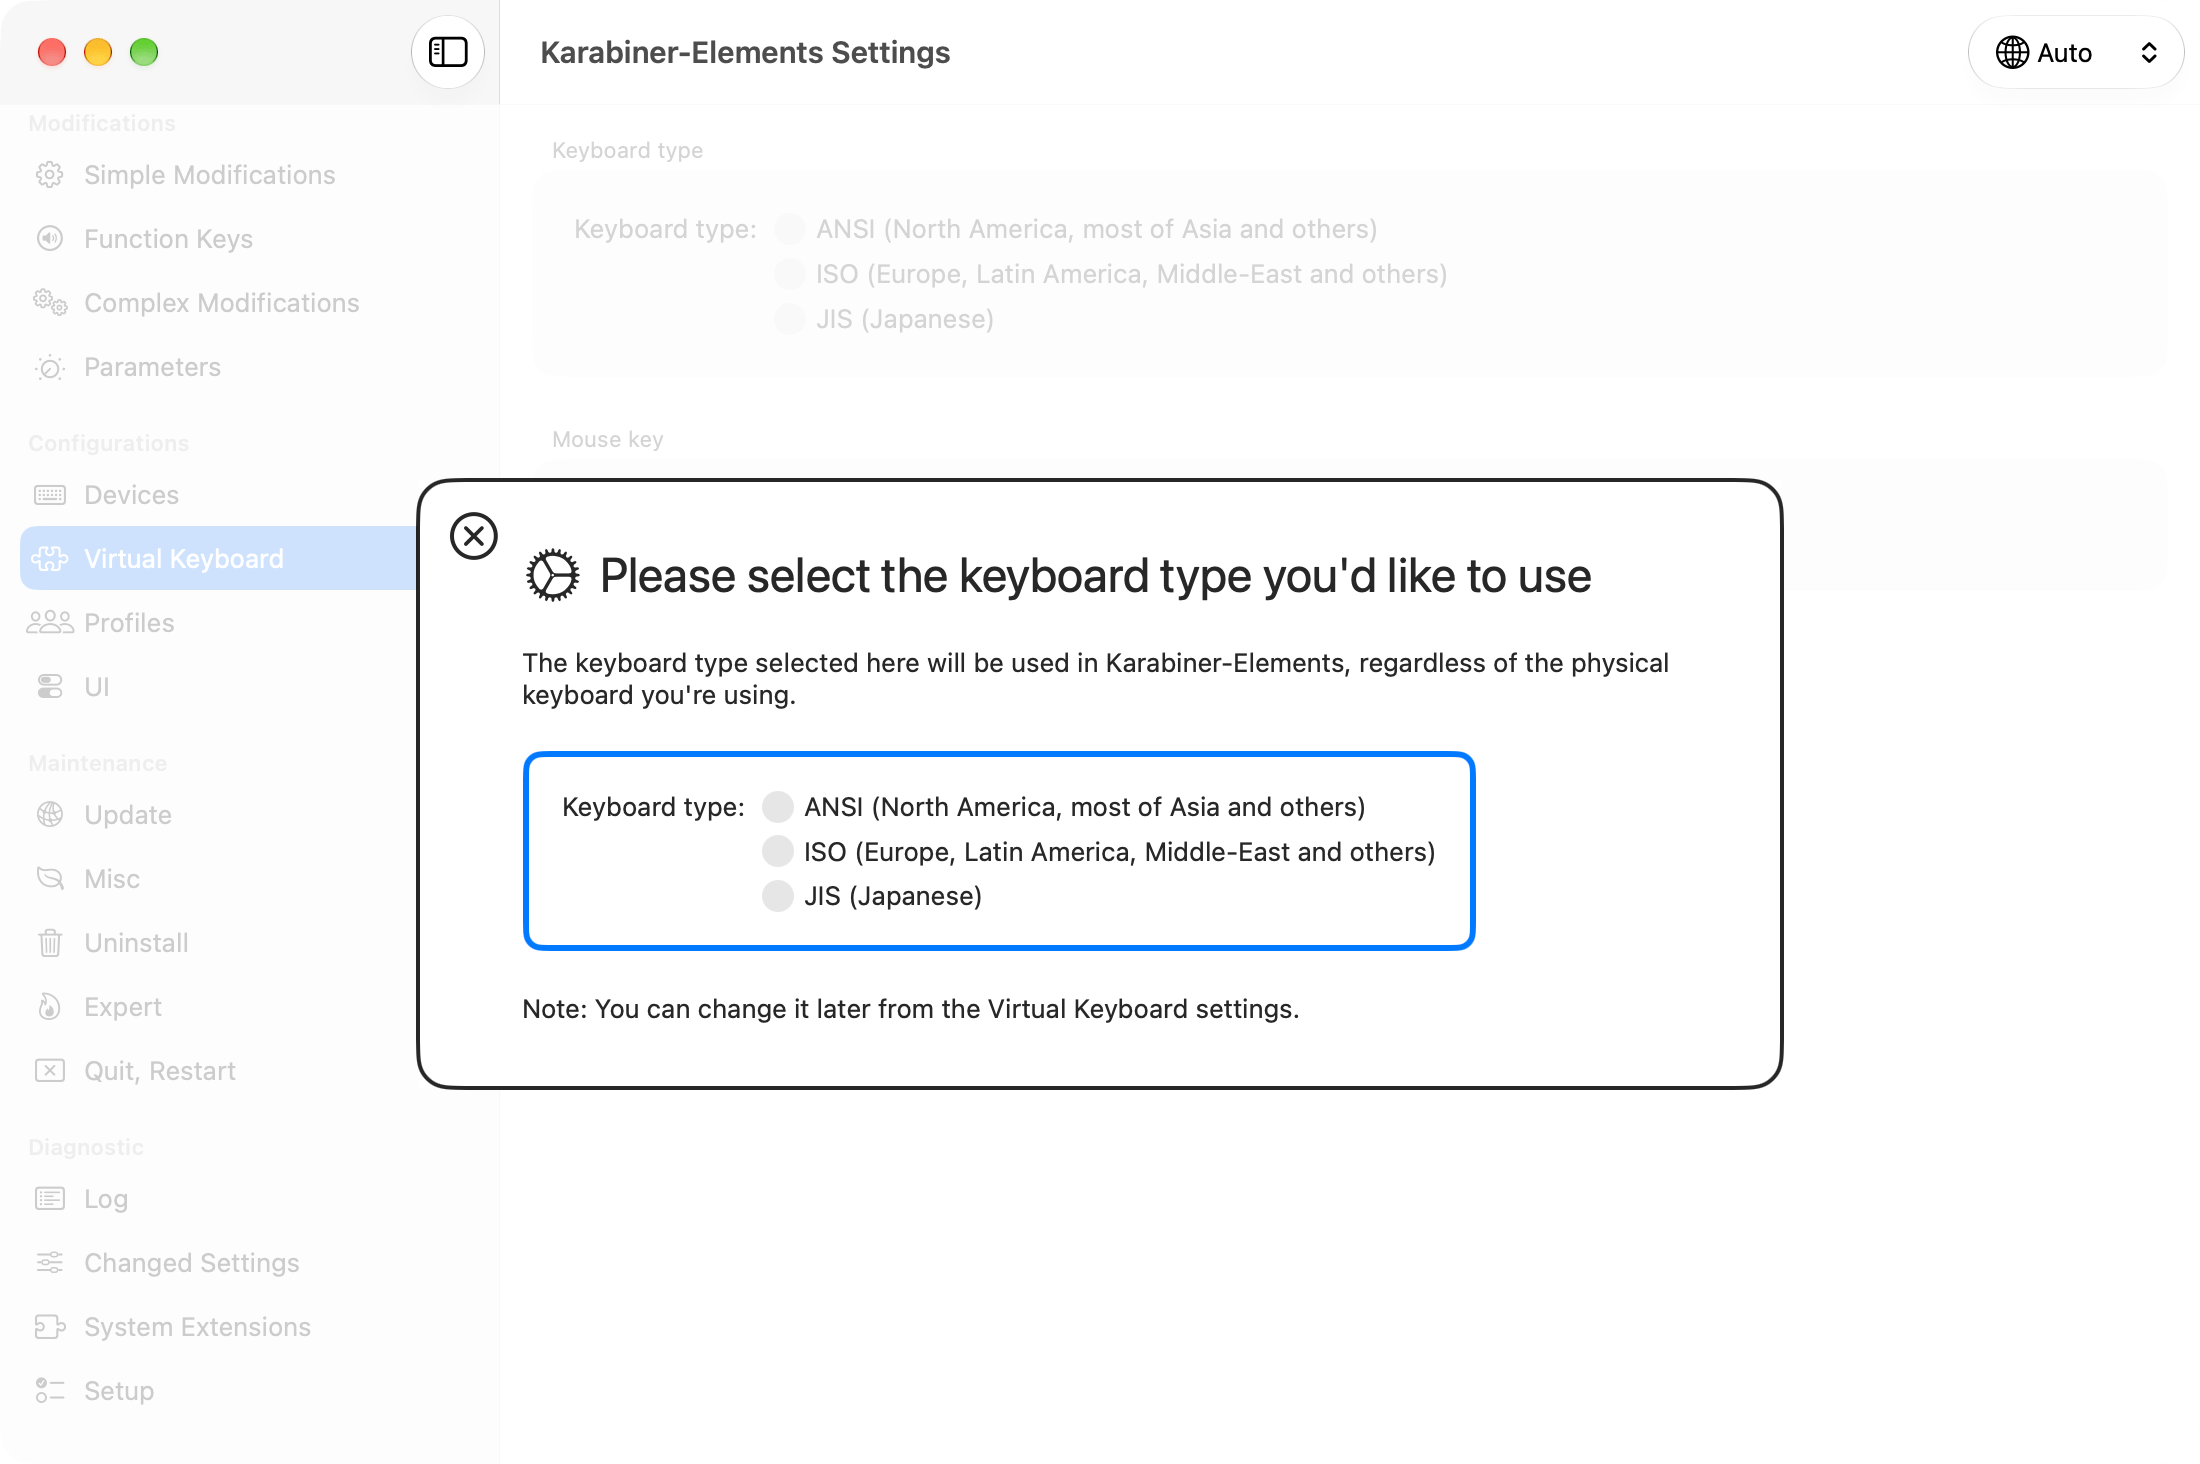 Karabiner-Elements Settings
Auto
Modifications
Simple Modifications
Function Keys
Complex Modifications
Parameters
Configurations
Devices
Virtual Keyboard
Profiles
UI
Maintenance
Update
Misc
Uninstall
Expert
Quit, Restart
Diagnostic
Log
Changed Settings
System Extensions
Setup
Keyboard type
Keyboard type:
ANSI (North America, most of Asia and others)
ISO (Europe, Latin America, Middle-East and others)
JIS (Japanese)
Mouse key
Please select the keyboard type you'd like to use
The keyboard type selected here will be used in Karabiner-Elements, regardless of the physical
keyboard you're using.
Keyboard type:
ANSI (North America, most of Asia and others)
ISO (Europe, Latin America, Middle-East and others)
JIS (Japanese)
Note: You can change it later from the Virtual Keyboard settings.